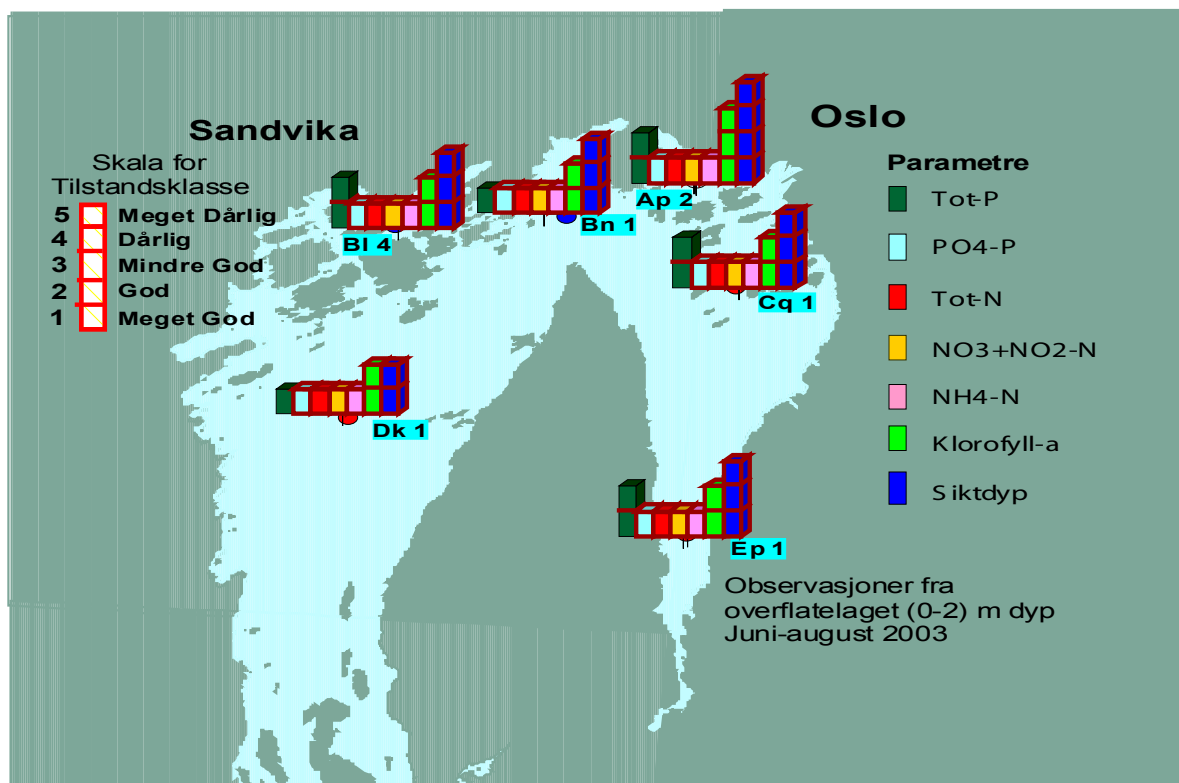 Sandvika
Oslo
Skala for
Tilstandsklasse
5 Meget Dårlig
4 Dårlig
3 Mindre God
2 God
1 Meget God
Parametre
Tot-P
PO4-P
Tot-N
NO3+NO2-N
NH4-N
Klorofyll-a
Siktdyp
Bl 4
Bn 1
Ap 2
Cq 1
Dk 1
Ep 1
Observasjoner fra
overflatelaget (0-2) m dyp
Juni-august 2003